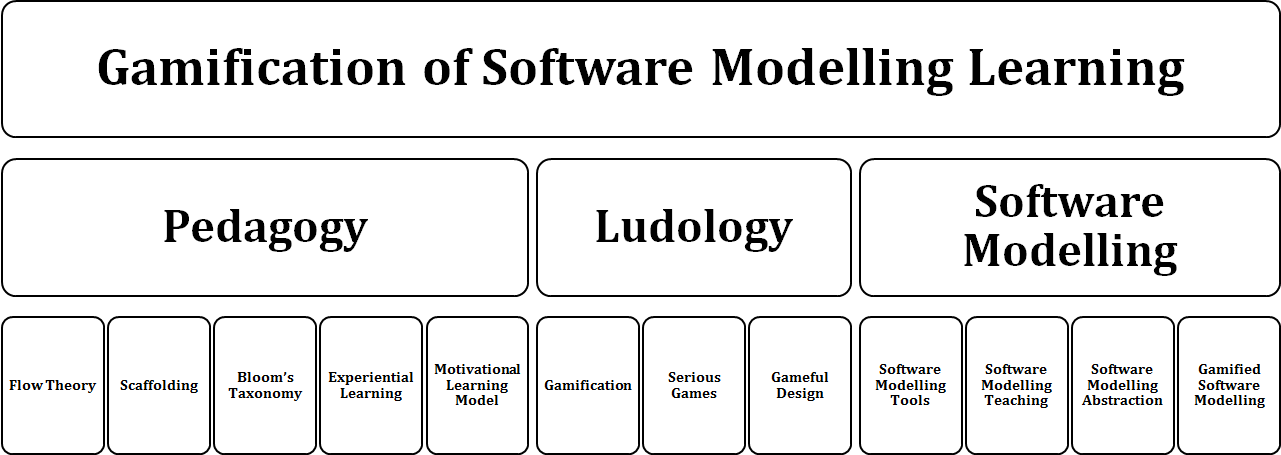 Gamification of Software Modelling Learning
Pedagogy
Ludology
Software
Modelling
Flow Theory
Scaffolding
Bloom’s
Taxonomy
Experiential
Learning
Motivational
Learning
Model
Gamification
Serious
Games
Gameful
Design
Software
Modelling
Tools
Software
Modelling
Teaching
Software
Modelling
Abstraction
Gamified
Software
Modelling